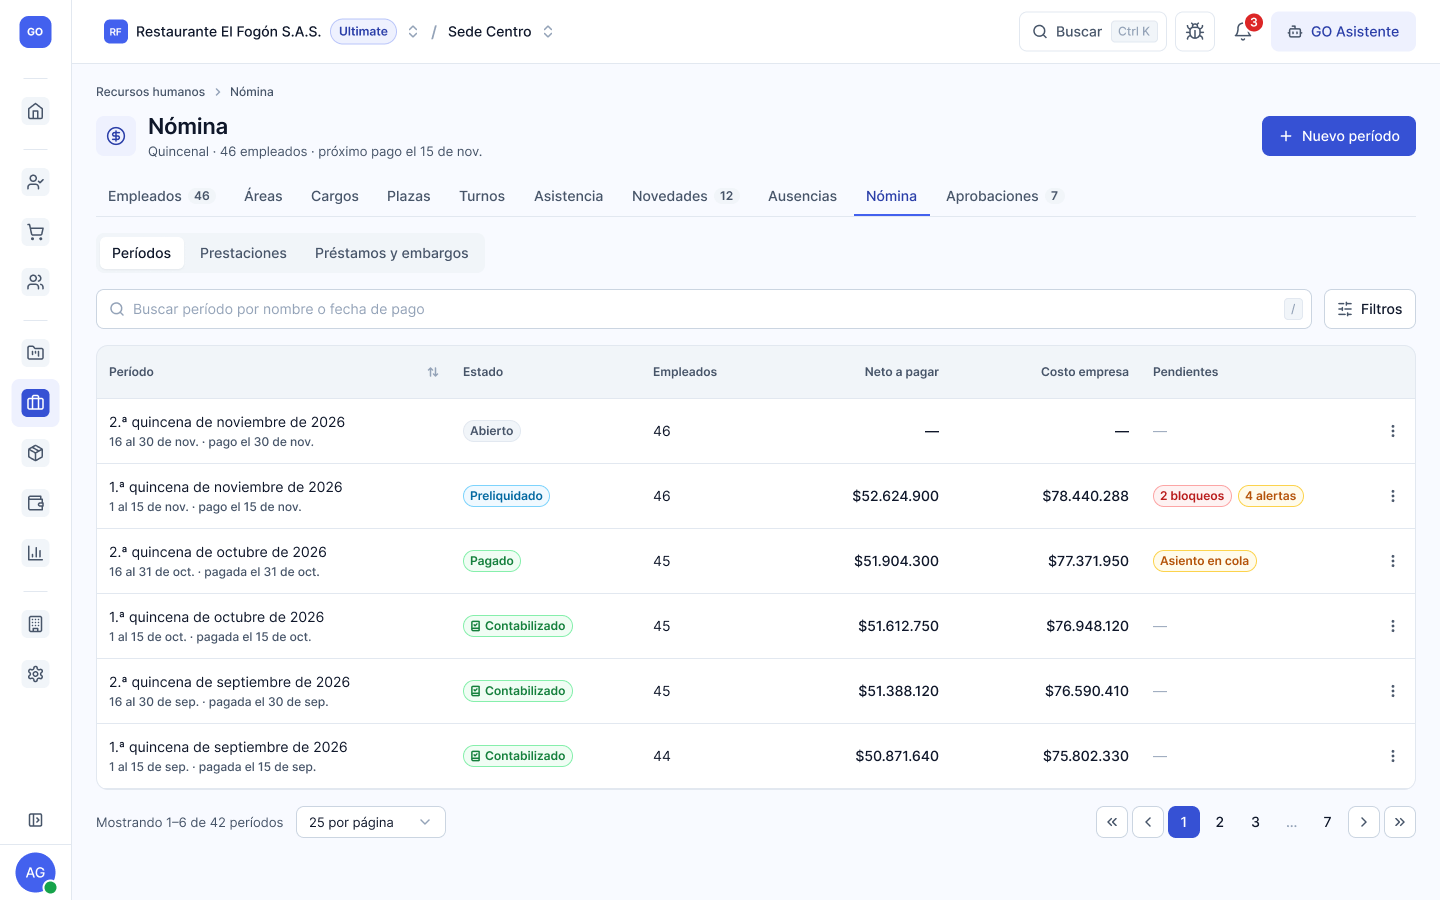 GO
RF Restaurante El Fogón S.A.S. Ultimate / Sede Centro
Buscar Ctrl K
3
GO Asistente
Recursos humanos > Nómina
Nómina
Quincenal · 46 empleados · próximo pago el 15 de nov.
+ Nuevo período
Empleados 46 Áreas Cargos Plazas Turnos Asistencia Novedades 12 Ausencias Nómina Aprobaciones 7
Períodos Prestaciones Préstamos y embargos
Buscar período por nombre o fecha de pago /
Filtros
Período Estado Empleados Neto a pagar Costo empresa Pendientes
2.ª quincena de noviembre de 2026
16 al 30 de nov. · pago el 30 de nov.
Abierto 46 — — —
1.ª quincena de noviembre de 2026
1 al 15 de nov. · pago el 15 de nov.
Preliquidado 46 $52.624.900 $78.440.288 2 bloqueos 4 alertas
2.ª quincena de octubre de 2026
16 al 31 de oct. · pagada el 31 de oct.
Pagado 45 $51.904.300 $77.371.950 Asiento en cola
1.ª quincena de octubre de 2026
1 al 15 de oct. · pagada el 15 de oct.
Contabilizado 45 $51.612.750 $76.948.120 —
2.ª quincena de septiembre de 2026
16 al 30 de sep. · pagada el 30 de sep.
Contabilizado 45 $51.388.120 $76.590.410 —
1.ª quincena de septiembre de 2026
1 al 15 de sep. · pagada el 15 de sep.
Contabilizado 44 $50.871.640 $75.802.330 —
Mostrando 1–6 de 42 períodos 25 por página
« ‹ 1 2 3 ... 7 › »
AG